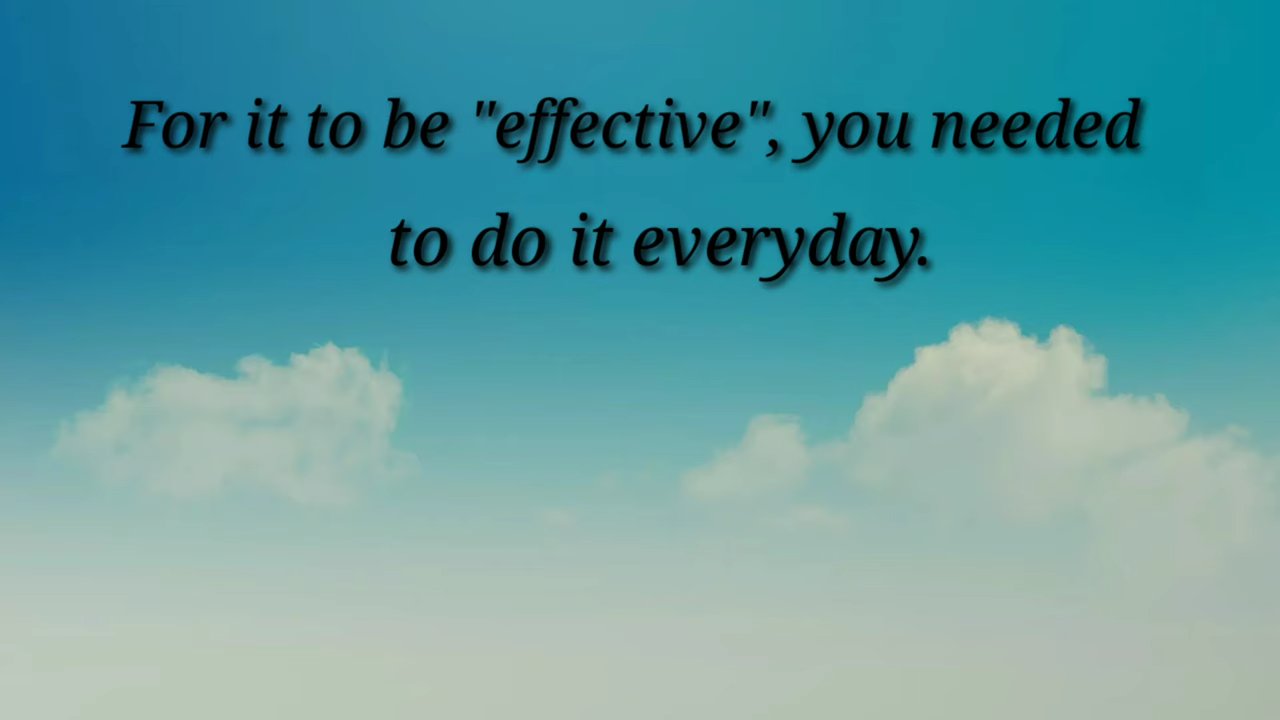 For it to be "effective", you needed
to do it everyday.